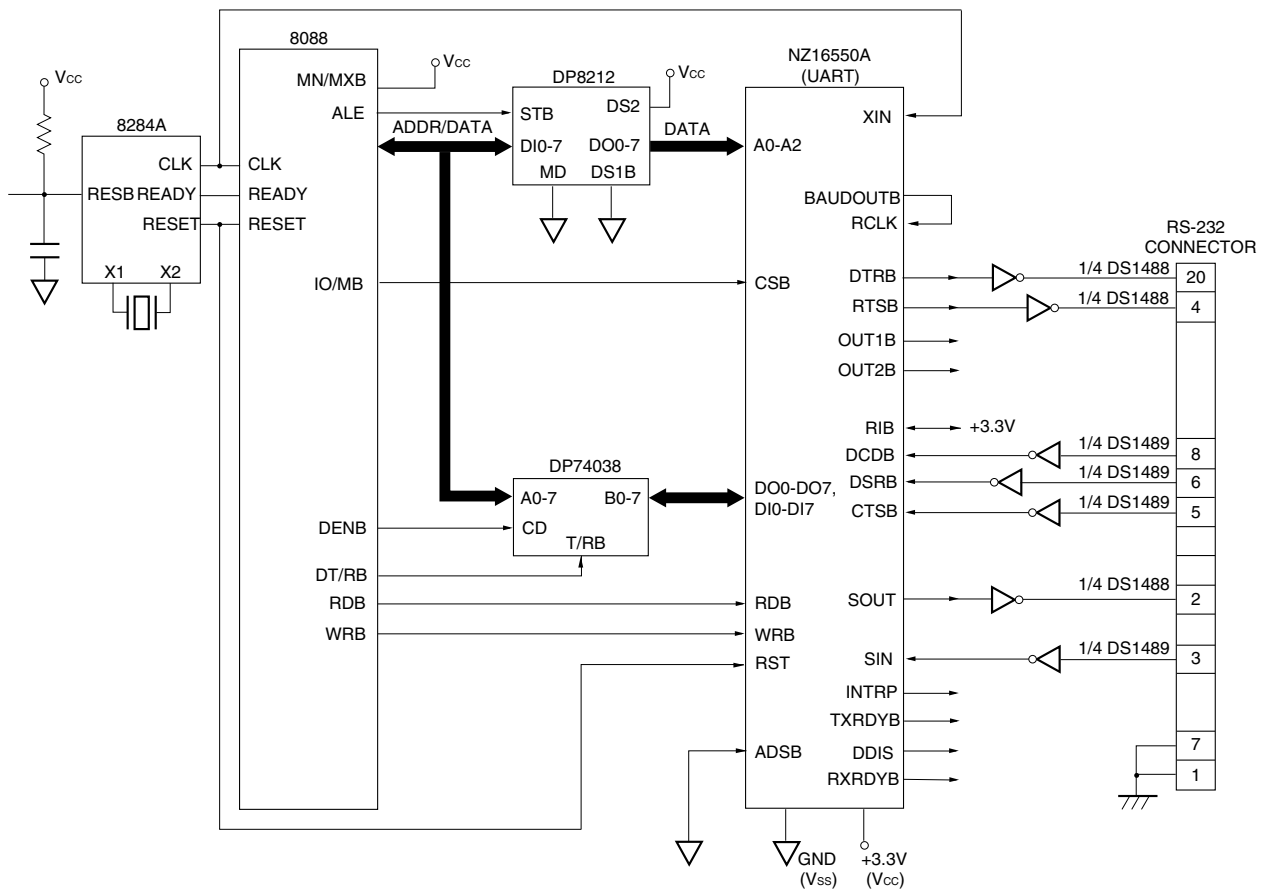 8088
VCC
MN/MXB
ALE
VCC
8284A
CLK
RESB READY
RESET
X1 X2
CLK
READY
RESET
ADDR/DATA
DP8212
STB
DS2
VCC
DI0-7
DO0-7
MD
DS1B
DATA
NZ16550A
(UART)
XIN
A0-A2
BAUDOUTB
RCLK
RS-232
CONNECTOR
IO/MB
CSB
DTRB
1/4 DS1488
20
RTSB
1/4 DS1488
4
OUT1B
OUT2B
RIB
+3.3V
DCDB
1/4 DS1489
8
DSRB
1/4 DS1489
6
CTSB
1/4 DS1489
5
DP74038
A0-7
B0-7
CD
T/RB
DO0-DO7,
DI0-DI7
DENB
DT/RB
RDB
WRB
RDB
WRB
RST
SOUT
1/4 DS1488
2
SIN
1/4 DS1489
3
INTRP
TXRDYB
ADSB
DDIS
7
RXRDYB
1
GND
(VSS)
+3.3V
(VCC)